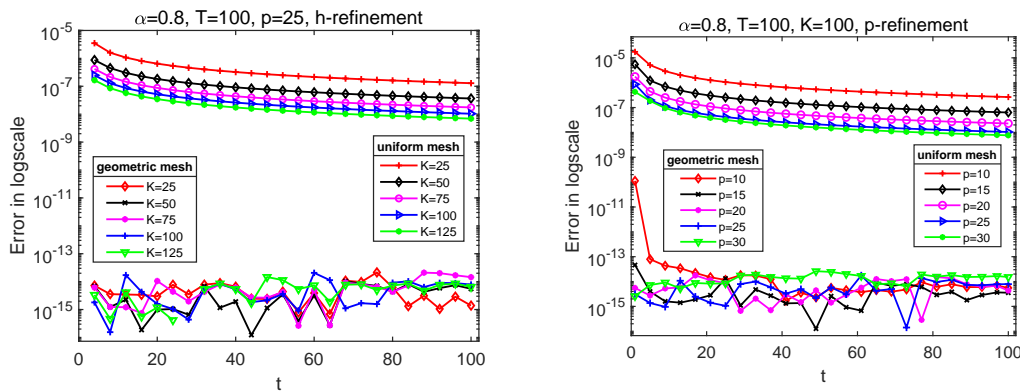 α=0.8, T=100, p=25, h-refinement
10^-5
10^-7
10^-9
10^-11
10^-13
10^-15
Error in logscale
geometric mesh
K=25
K=50
K=75
K=100
K=125
uniform mesh
K=25
K=50
K=75
K=100
K=125
0 20 40 60 80 100
t
α=0.8, T=100, K=100, p-refinement
10^-5
10^-7
10^-9
10^-11
10^-13
10^-15
Error in logscale
geometric mesh
p=10
p=15
p=20
p=25
p=30
uniform mesh
p=10
p=15
p=20
p=25
p=30
0 20 40 60 80 100
t